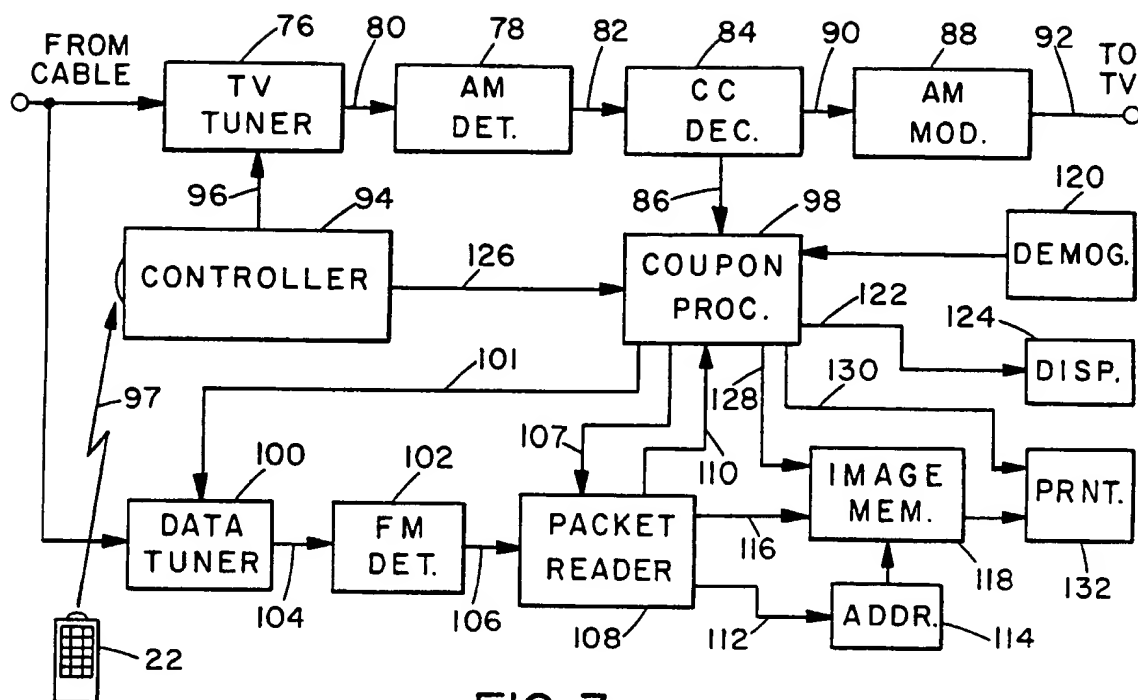 76
80
78
82
84
90
88
92
FROM
CABLE
TO
TV
TV
TUNER
AM
DET.
CC
DEC.
AM
MOD.
96
94
86
98
120
CONTROLLER
126
COUPON
PROC.
DEMOG.
122
124
DISP.
101
128
130
97
107
110
100
102
DATA
TUNER
FM
DET.
PACKET
READER
IMAGE
MEM.
PRNT.
116
118
132
104
106
108
112
ADDR.
114
22